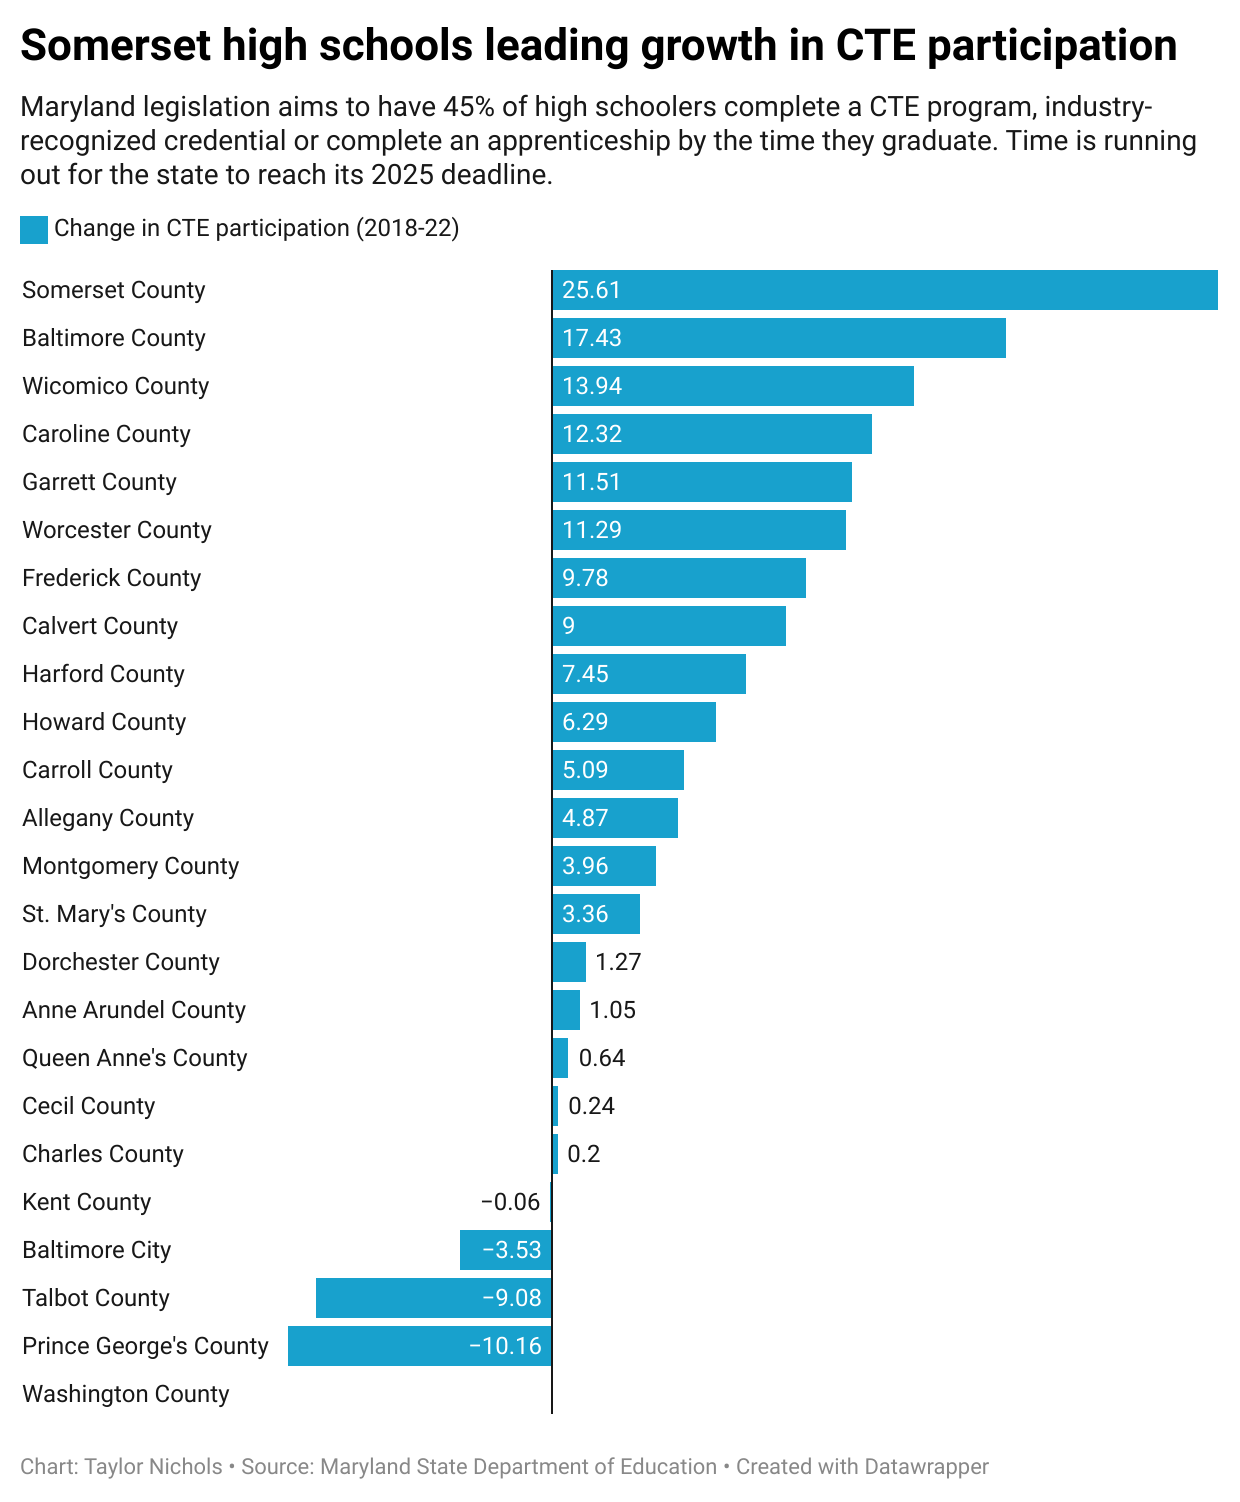 Somerset high schools leading growth in CTE participation
Maryland legislation aims to have 45% of high schoolers complete a CTE program, industry-
recognized credential or complete an apprenticeship by the time they graduate. Time is running
out for the state to reach its 2025 deadline.
Change in CTE participation (2018-22)
Somerset County 25.61
Baltimore County 17.43
Wicomico County 13.94
Caroline County 12.32
Garrett County 11.51
Worcester County 11.29
Frederick County 9.78
Calvert County 9
Harford County 7.45
Howard County 6.29
Carroll County 5.09
Allegany County 4.87
Montgomery County 3.96
St. Mary's County 3.36
Dorchester County 1.27
Anne Arundel County 1.05
Queen Anne's County 0.64
Cecil County 0.24
Charles County 0.2
Kent County −0.06
Baltimore City −3.53
Talbot County −9.08
Prince George's County −10.16
Washington County
Chart: Taylor Nichols • Source: Maryland State Department of Education • Created with Datawrapper